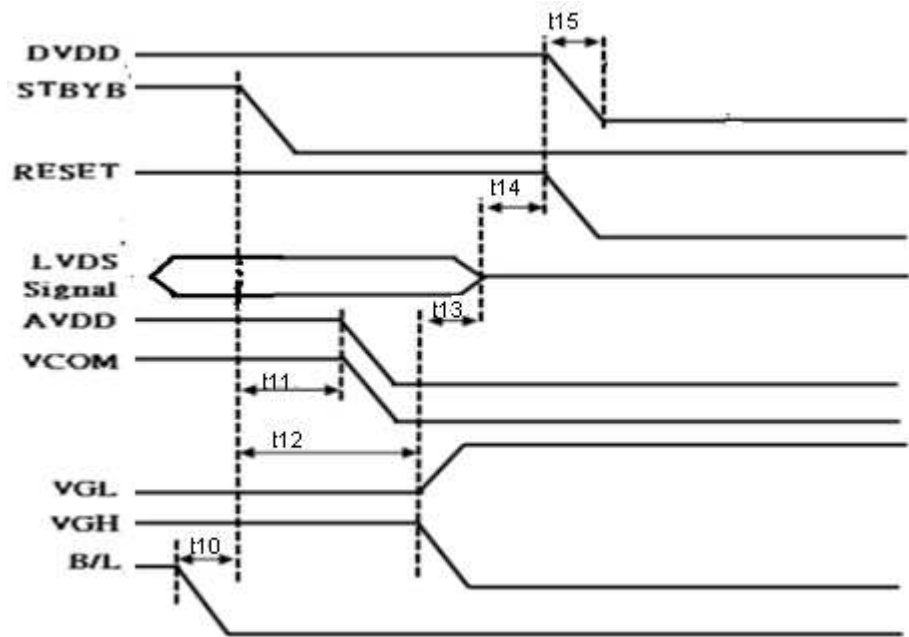 t15
DVDD
STBYB
RESET
t14
LVDS
Signal
t13
AVDD
VCOM
t11
t12
VGL
VGH
t10
B/L